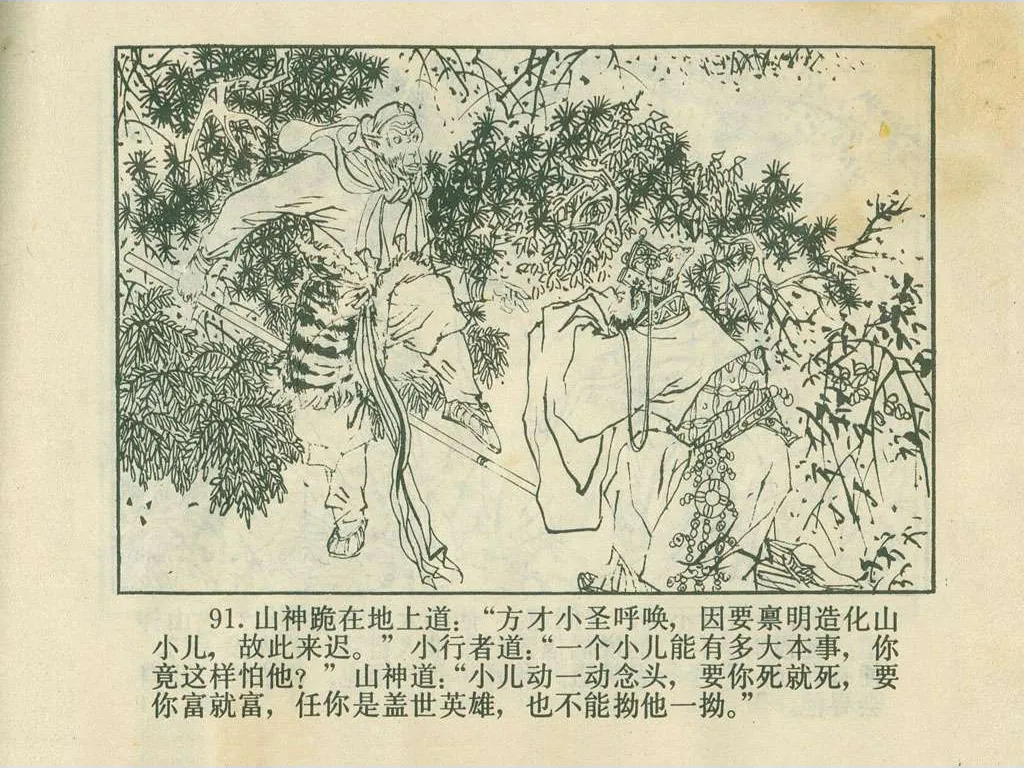 91. 山神跪在地上道：“方才小圣呼唤，因要禀明造化山
小儿，故此来迟。”小行者道：“一个小儿能有多大本事，你
竟这样怕他？”山神道：“小儿动一动念头，要你死就死，要
你富就富，任你是盖世英雄，也不能拗他一拗。”